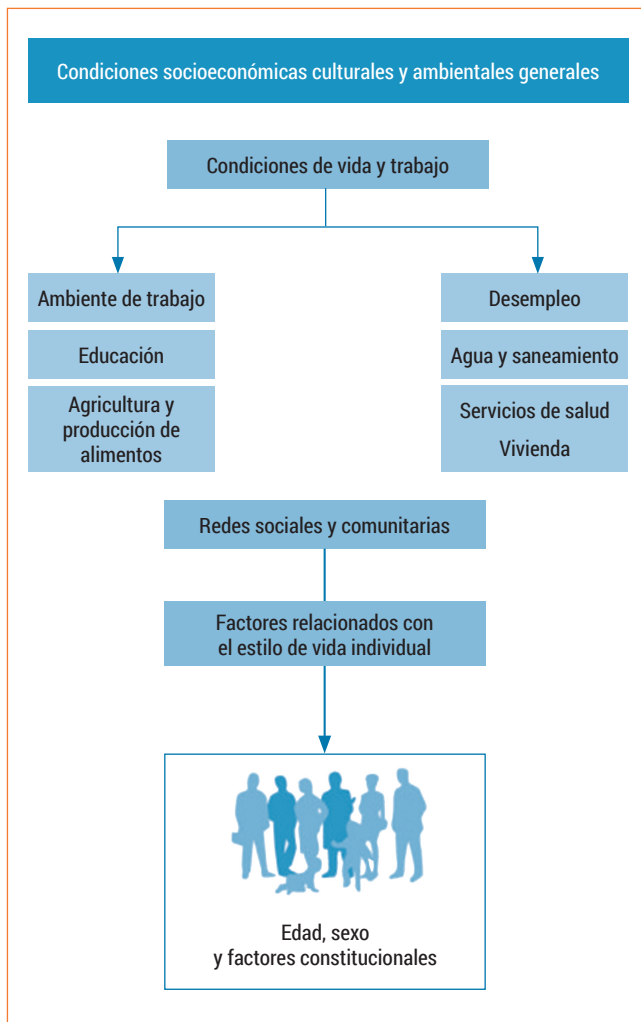 Condiciones socioeconómicas culturales y ambientales generales
Condiciones de vida y trabajo
Ambiente de trabajo
Educación
Agricultura y
producción de
alimentos
Desempleo
Agua y saneamiento
Servicios de salud
Vivienda
Redes sociales y comunitarias
Factores relacionados con
el estilo de vida individual
Edad, sexo
y factores constitucionales